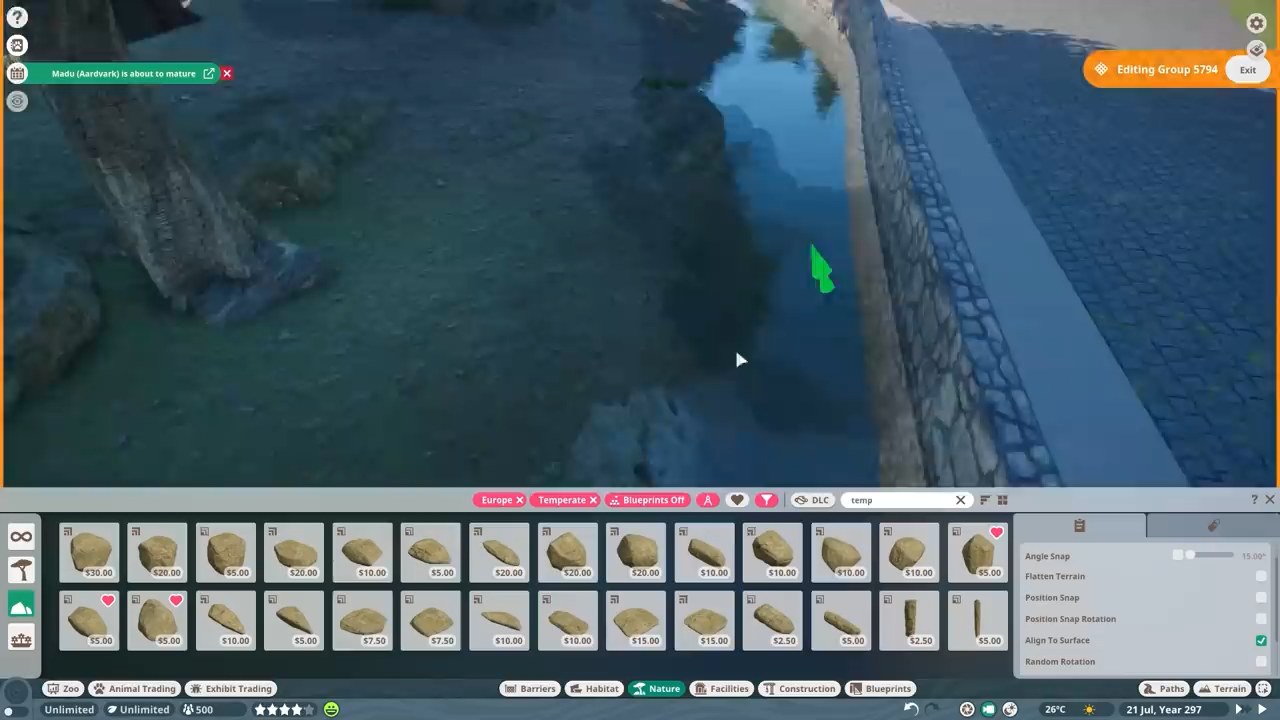 Madu (Aardvark) is about to mature
Editing Group 5794
Exit
Europe
Temperate
Blueprints Off
DLC
temp
$30.00
$20.00
$5.00
$20.00
$10.00
$5.00
$20.00
$20.00
$20.00
$10.00
$10.00
$10.00
$10.00
$5.00
$5.00
$5.00
$10.00
$5.00
$7.50
$7.50
$10.00
$10.00
$15.00
$15.00
$2.50
$5.00
$2.50
$5.00
Angle Snap
15.00°
Flatten Terrain
Position Snap
Position Snap Rotation
Align To Surface
Random Rotation
Zoo
Animal Trading
Exhibit Trading
Barriers
Habitat
Nature
Facilities
Construction
Blueprints
Paths
Terrain
Unlimited
Unlimited
500
26°C
21 Jul, Year 297